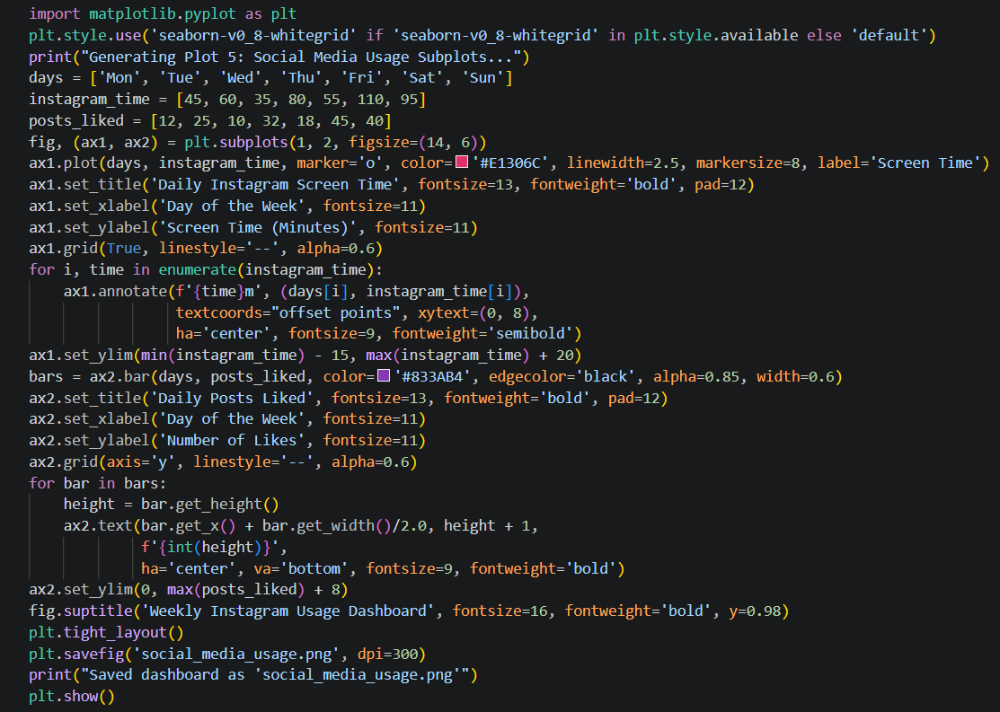 import matplotlib.pyplot as plt
plt.style.use('seaborn-v0_8-whitegrid' if 'seaborn-v0_8-whitegrid' in plt.style.available else 'default')
print("Generating Plot 5: Social Media Usage Subplots...")
days = ['Mon', 'Tue', 'Wed', 'Thu', 'Fri', 'Sat', 'Sun']
instagram_time = [45, 60, 35, 80, 55, 110, 95]
posts_liked = [12, 25, 10, 32, 18, 45, 40]
fig, (ax1, ax2) = plt.subplots(1, 2, figsize=(14, 6))
ax1.plot(days, instagram_time, marker='o', color='#E1306C', linewidth=2.5, markersize=8, label='Screen Time')
ax1.set_title('Daily Instagram Screen Time', fontsize=13, fontweight='bold', pad=12)
ax1.set_xlabel('Day of the Week', fontsize=11)
ax1.set_ylabel('Screen Time (Minutes)', fontsize=11)
ax1.grid(True, linestyle='--', alpha=0.6)
for i, time in enumerate(instagram_time):
    ax1.annotate(f'{time}m', (days[i], instagram_time[i]),
                 textcoords="offset points", xytext=(0, 8),
                 ha='center', fontsize=9, fontweight='semibold')
ax1.set_ylim(min(instagram_time) - 15, max(instagram_time) + 20)
bars = ax2.bar(days, posts_liked, color='#833AB4', edgecolor='black', alpha=0.85, width=0.6)
ax2.set_title('Daily Posts Liked', fontsize=13, fontweight='bold', pad=12)
ax2.set_xlabel('Day of the Week', fontsize=11)
ax2.set_ylabel('Number of Likes', fontsize=11)
ax2.grid(axis='y', linestyle='--', alpha=0.6)
for bar in bars:
    height = bar.get_height()
    ax2.text(bar.get_x() + bar.get_width()/2.0, height + 1,
             f'{int(height)}',
             ha='center', va='bottom', fontsize=9, fontweight='bold')
ax2.set_ylim(0, max(posts_liked) + 8)
fig.suptitle('Weekly Instagram Usage Dashboard', fontsize=16, fontweight='bold', y=0.98)
plt.tight_layout()
plt.savefig('social_media_usage.png', dpi=300)
print("Saved dashboard as 'social_media_usage.png'")
plt.show()